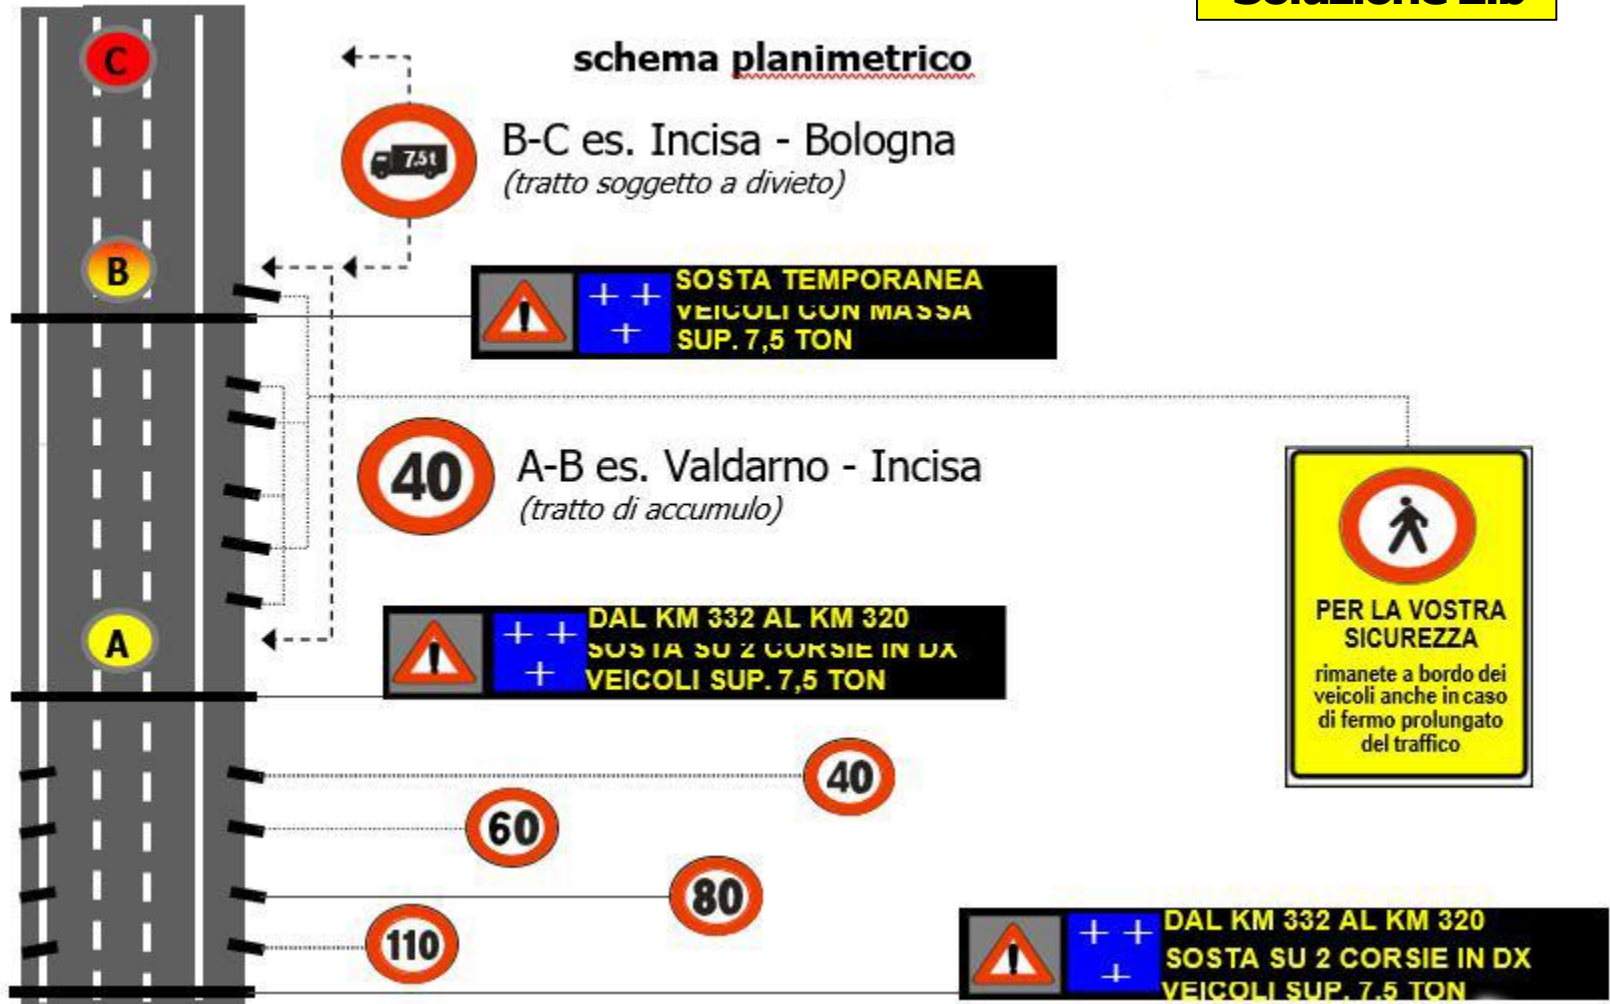 Soluzione 2.b
C
schema planimetrico
7.5t
B-C es. Incisa - Bologna
(tratto soggetto a divieto)
B
SOSTA TEMPORANEA
VEICOLI CON MASSA
SUP. 7,5 TON
40
A-B es. Valdarno - Incisa
(tratto di accumulo)
PER LA VOSTRA
SICUREZZA
rimanete a bordo dei
veicoli anche in caso
di fermo prolungato
del traffico
A
DAL KM 332 AL KM 320
SOSTA SU 2 CORSIE IN DX
VEICOLI SUP. 7,5 TON
40
60
80
110
DAL KM 332 AL KM 320
SOSTA SU 2 CORSIE IN DX
VEICOLI SUP. 7,5 TON